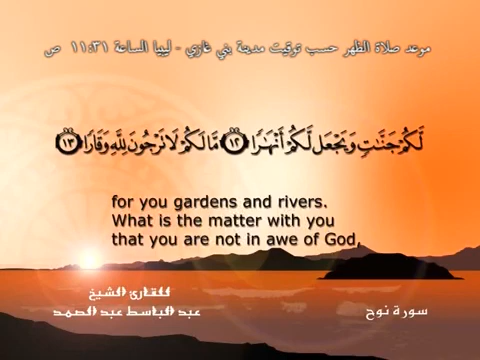 موعد صلاة الظهر حسب توقيت مدينة بني غازي - ليبيا الساعة ١١:٣١ ص
لَّكُمْ جَنَّٰتٍ وَيَجْعَل لَّكُمْ أَنْهَٰرًا ﴿١٢﴾ مَّا لَكُمْ لَا تَرْجُونَ لِلَّهِ وَقَارًا ﴿١٣﴾
for you gardens and rivers.
What is the matter with you
that you are not in awe of God,
للقارئ الشيخ
عبد الباسط عبد الصمد
سورة نوح